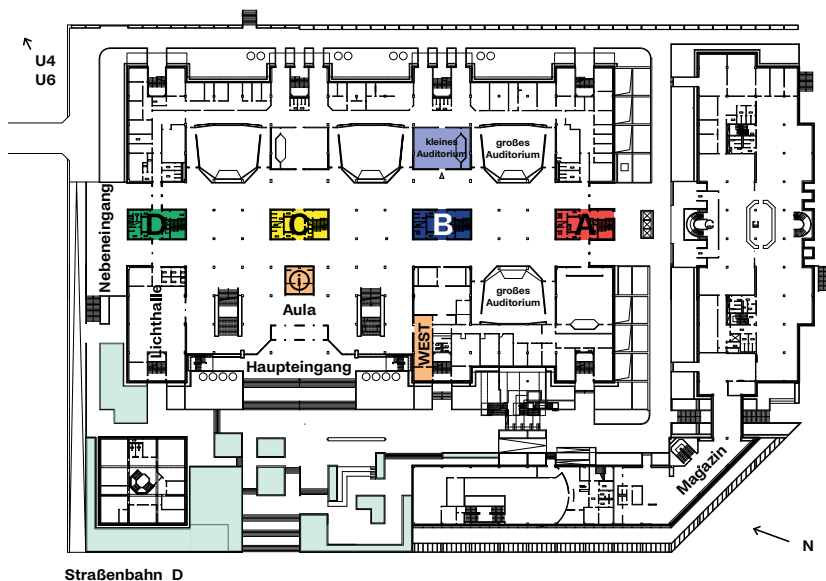 U4
U6
kleines
Auditorium
großes
Auditorium
Nebeneingang
D
C
B
A
i
großes
Auditorium
Aula
Lichthalle
WEST
Haupteingang
Magazin
N
Straßenbahn D